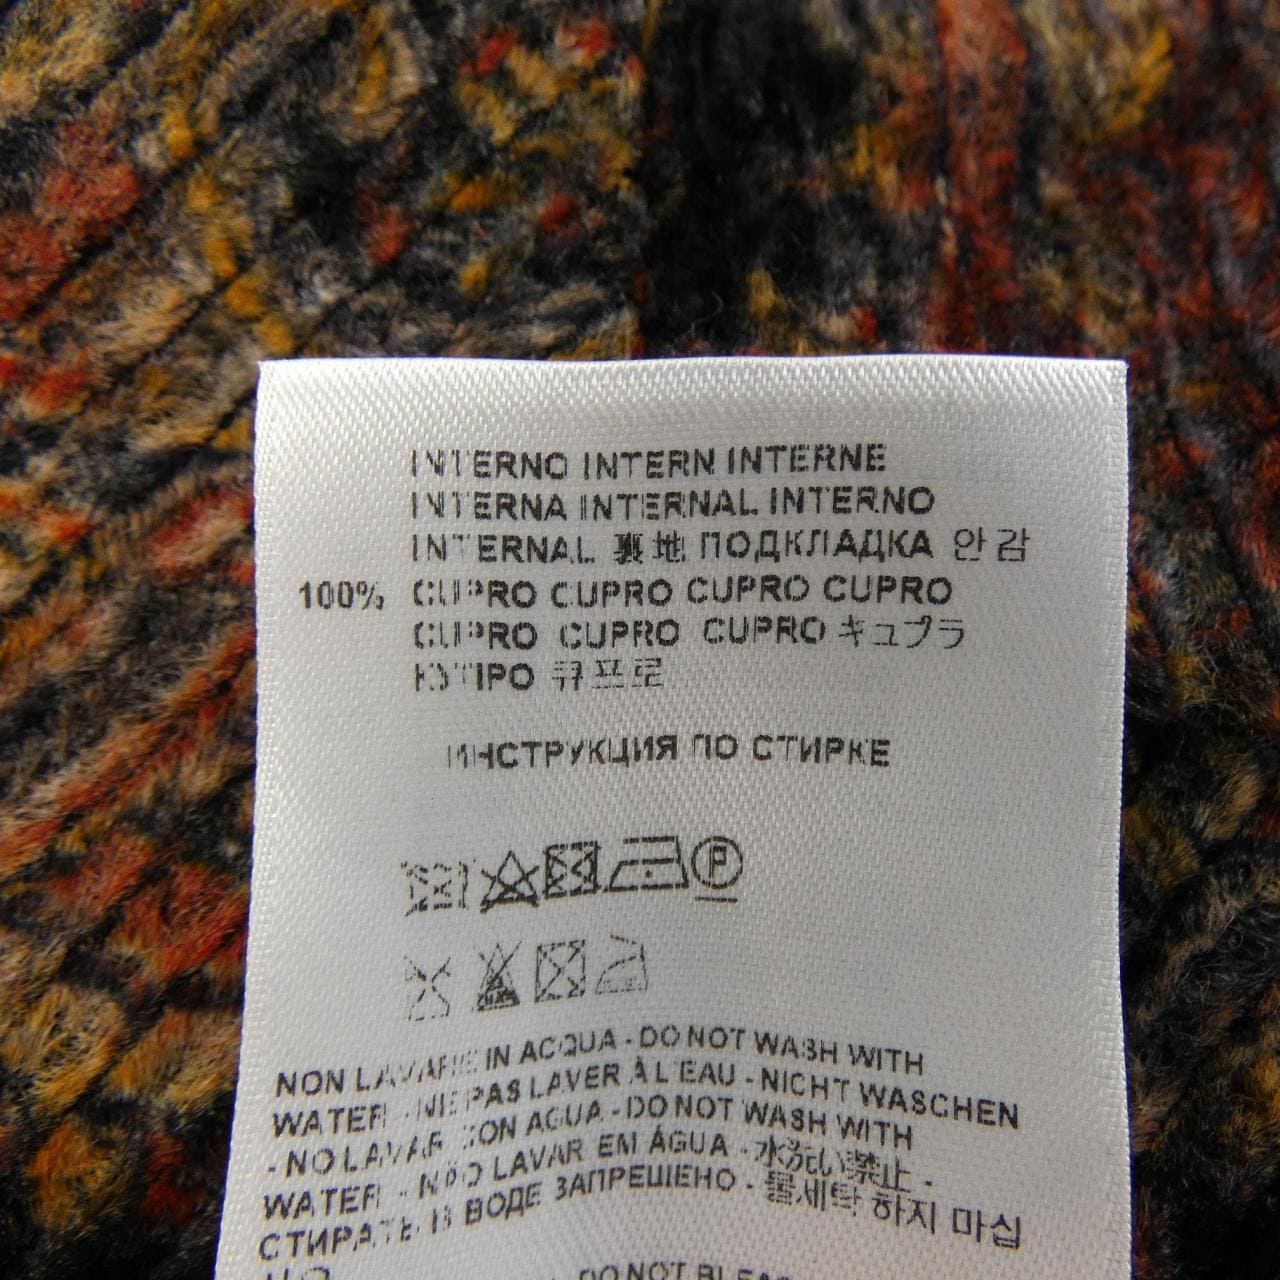 INTERNO INTERN INTERNE
INTERNA INTERNAL INTERNO
INTERNAL 裏地 ПОДКЛАДКА 안감
100% CUPRO CUPRO CUPRO CUPRO
CUPRO CUPRO CUPRO キュプラ
КУПРО 큐프로
ИНСТРУКЦИЯ ПО СТИРКЕ
P
NON LAVARE IN ACQUA - DO NOT WASH WITH
WATER - NE PAS LAVER À L'EAU - NICHT WASCHEN
- NO LAVAR CON AGUA - DO NOT WASH WITH
WATER - NÃO LAVAR EM ÁGUA - 水洗い禁止 -
СТИРАТЬ В ВОДЕ ЗАПРЕЩЕНО - 물세탁 하지 마십
DO NOT